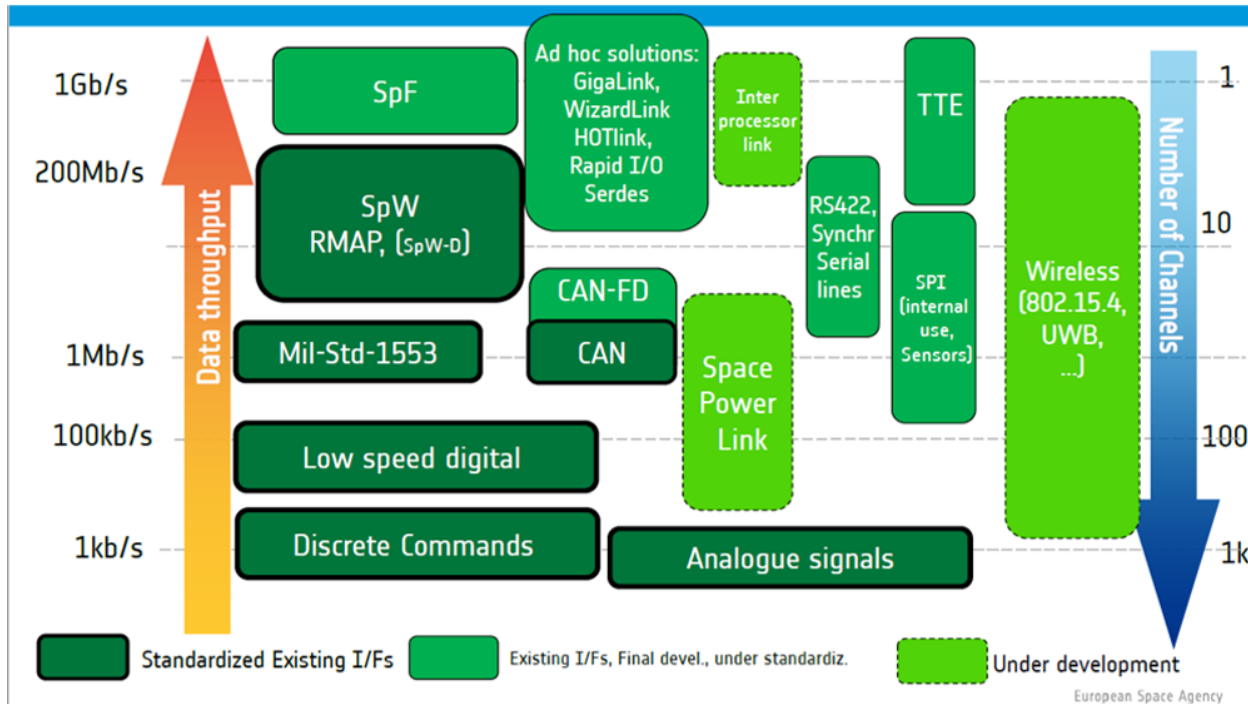 1Gb/s
200Mb/s
1Mb/s
100kb/s
1kb/s
Data throughput
SpF
SpW
RMAP, (SpW-D)
Mil-Std-1553
Low speed digital
Discrete Commands
Ad hoc solutions:
GigaLink,
WizardLink
HOTlink,
Rapid I/O
Serdes
CAN-FD
CAN
Inter
processor
link
Space
Power
Link
Analogue signals
RS422,
Synchr
Serial
lines
TTE
SPI
(internal
use,
Sensors)
Wireless
(802.15.4,
UWB,
...)
Number of Channels
1
10
100
1k
Standardized Existing I/Fs
Existing I/Fs, Final devel., under standardiz.
Under development
European Space Agency